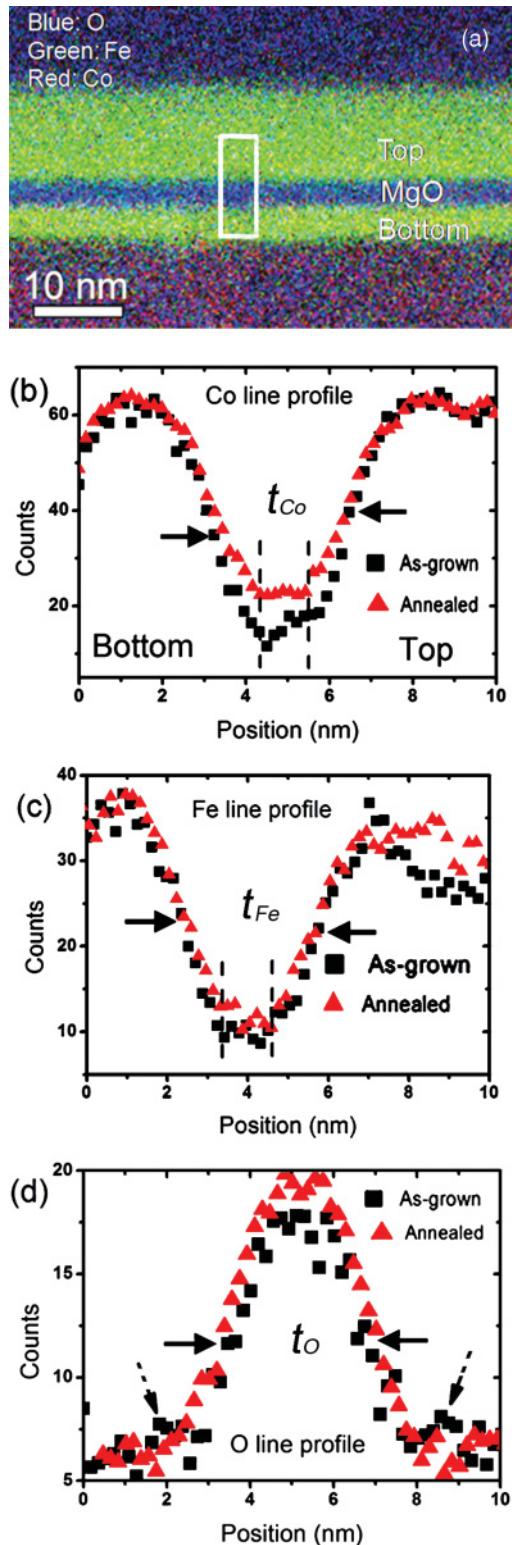 Blue: O
Green: Fe
Red: Co
(a)
Top
MgO
Bottom
10 nm
(b)
Co line profile
60
40
20
Counts
tCo
As-grown
Annealed
Bottom
Top
0 2 4 6 8 10
Position (nm)
(c)
Fe line profile
40
30
20
10
Counts
tFe
As-grown
Annealed
0 2 4 6 8 10
Position (nm)
(d)
20
15
10
5
Counts
As-grown
Annealed
tO
O line profile
0 2 4 6 8 10
Position (nm)